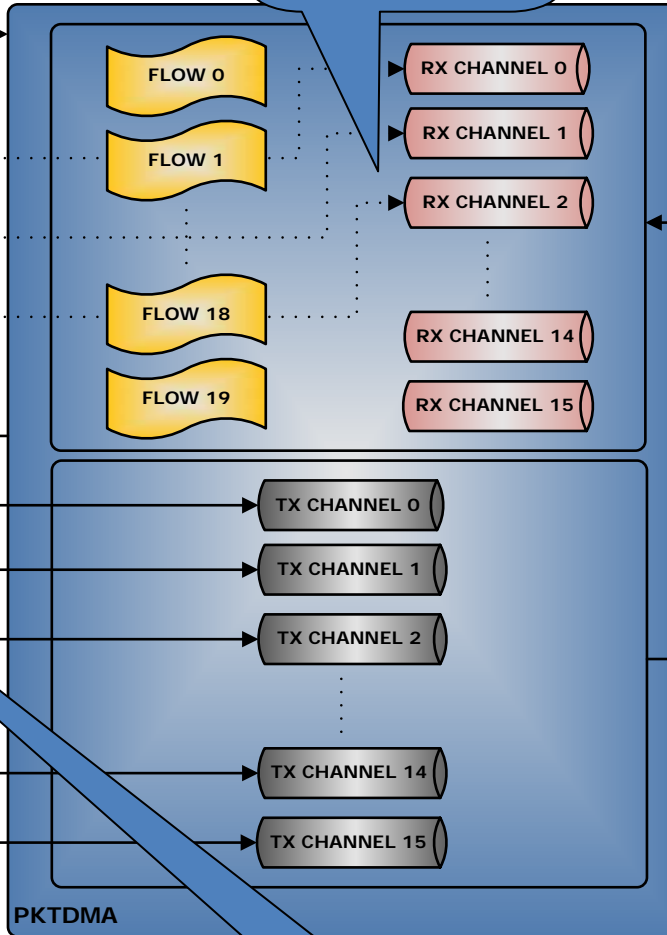 FLOW 0
RX CHANNEL 0
FLOW 1
RX CHANNEL 1
RX CHANNEL 2
FLOW 18
RX CHANNEL 14
FLOW 19
RX CHANNEL 15
TX CHANNEL 0
TX CHANNEL 1
TX CHANNEL 2
TX CHANNEL 14
TX CHANNEL 15
PKTDMA